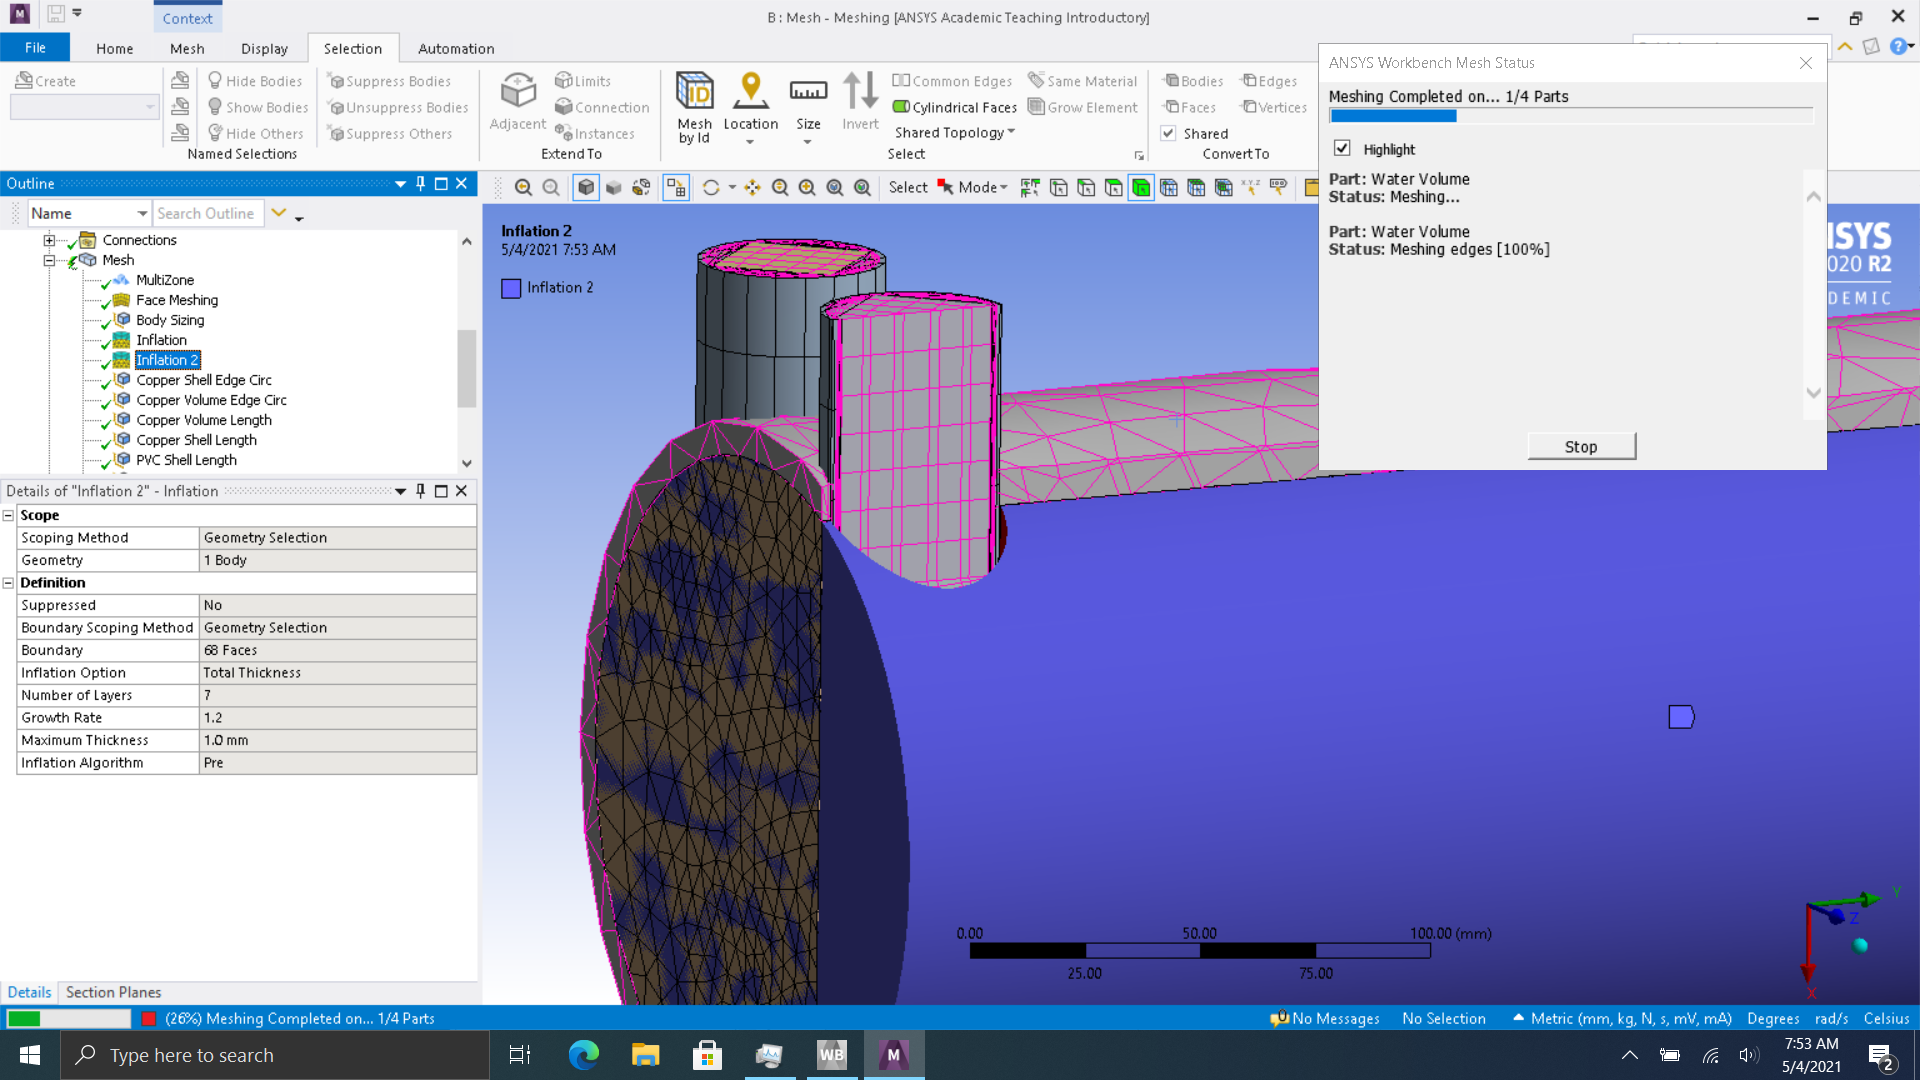 Context
B : Mesh - Meshing [ANSYS Academic Teaching Introductory]
File
Home
Mesh
Display
Selection
Automation
Create
Hide Bodies
Show Bodies
Hide Others
Named Selections
Suppress Bodies
Unsuppress Bodies
Suppress Others
Adjacent
Limits
Connection
Instances
Extend To
Mesh by Id
Location
Size
Invert
Common Edges
Cylindrical Faces
Shared Topology
Same Material
Grow Element
Select
Bodies
Edges
Faces
Vertices
Shared
Convert To
ANSYS Workbench Mesh Status
Meshing Completed on... 1/4 Parts
Highlight
Part: Water Volume
Status: Meshing...
Part: Water Volume
Status: Meshing edges [100%]
Stop
Outline
Name
Search Outline
Select
Mode
Connections
Mesh
MultiZone
Face Meshing
Body Sizing
Inflation
Inflation 2
Copper Shell Edge Circ
Copper Volume Edge Circ
Copper Volume Length
Copper Shell Length
PVC Shell Length
Inflation 2
5/4/2021 7:53 AM
Inflation 2
NSYS
2020 R2
DEMIC
Details of "Inflation 2" - Inflation
Scope
Scoping Method Geometry Selection
Geometry 1 Body
Definition
Suppressed No
Boundary Scoping Method Geometry Selection
Boundary 68 Faces
Inflation Option Total Thickness
Number of Layers 7
Growth Rate 1.2
Maximum Thickness 1.0 mm
Inflation Algorithm Pre
0.00 50.00 100.00 (mm)
25.00 75.00
Y
Z
X
Details
Section Planes
(26%) Meshing Completed on... 1/4 Parts
0 No Messages
No Selection
Metric (mm, kg, N, s, mV, mA)
Degrees
rad/s
Celsius
Type here to search
WB
M
7:53 AM
5/4/2021
2